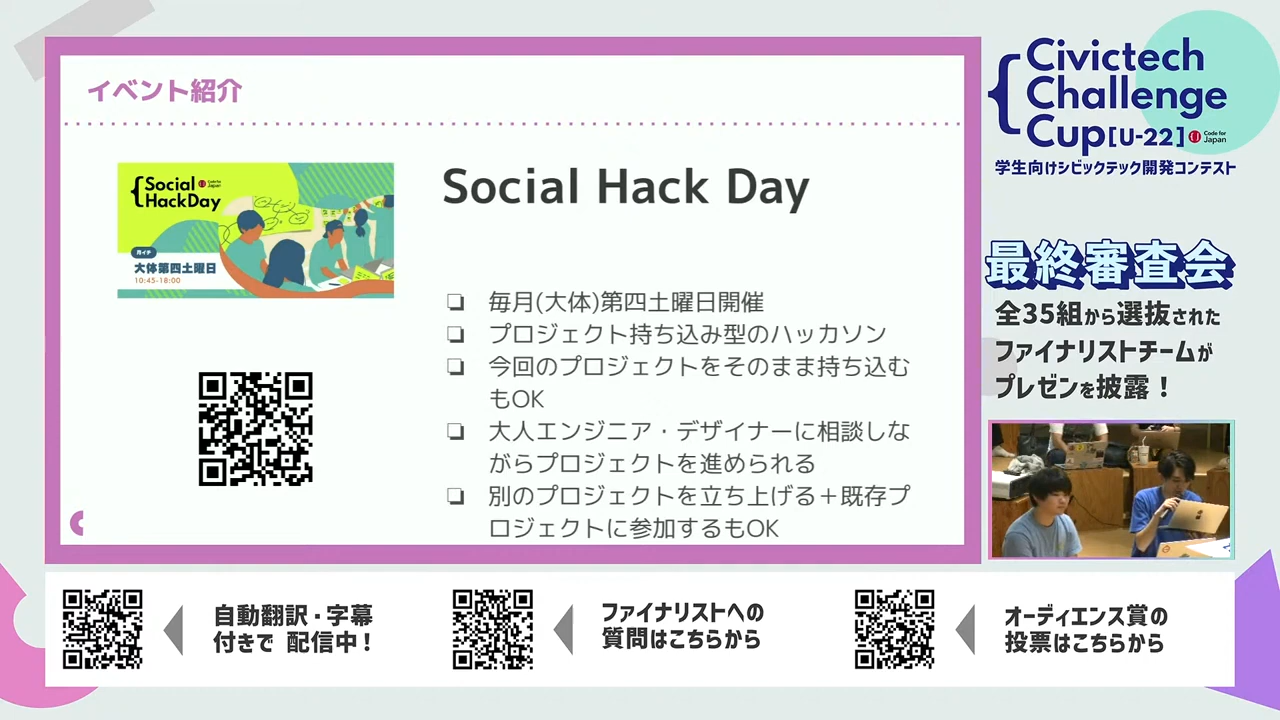 イベント紹介
{Social Code for Japan
HackDay
月イチ
大体第四土曜日
10:45-18:00
Social Hack Day
❏ 毎月(大体)第四土曜日開催
❏ プロジェクト持ち込み型のハッカソン
❏ 今回のプロジェクトをそのまま持ち込む
もOK
❏ 大人エンジニア・デザイナーに相談しな
がらプロジェクトを進められる
❏ 別のプロジェクトを立ち上げる＋既存プ
ロジェクトに参加するもOK
{Civictech
Challenge
Cup[U-22] Code for Japan
学生向けシビックテック開発コンテスト
最終審査会
全35組から選抜された
ファイナリストチームが
プレゼンを披露！
自動翻訳・字幕
付きで 配信中！
ファイナリストへの
質問はこちらから
オーディエンス賞の
投票はこちらから